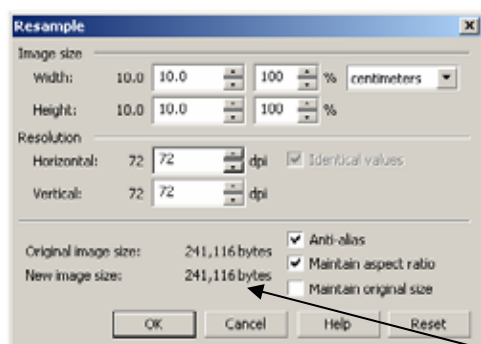 Resample
Image size
Width: 10.0 10.0 100 % centimeters
Height: 10.0 10.0 100 %
Resolution
Horizontal: 72 72 dpi Identical values
Vertical: 72 72 dpi
Original image size: 241,116 bytes Anti-alias
Maintain aspect ratio
New image size: 241,116 bytes
Maintain original size
OK Cancel Help Reset